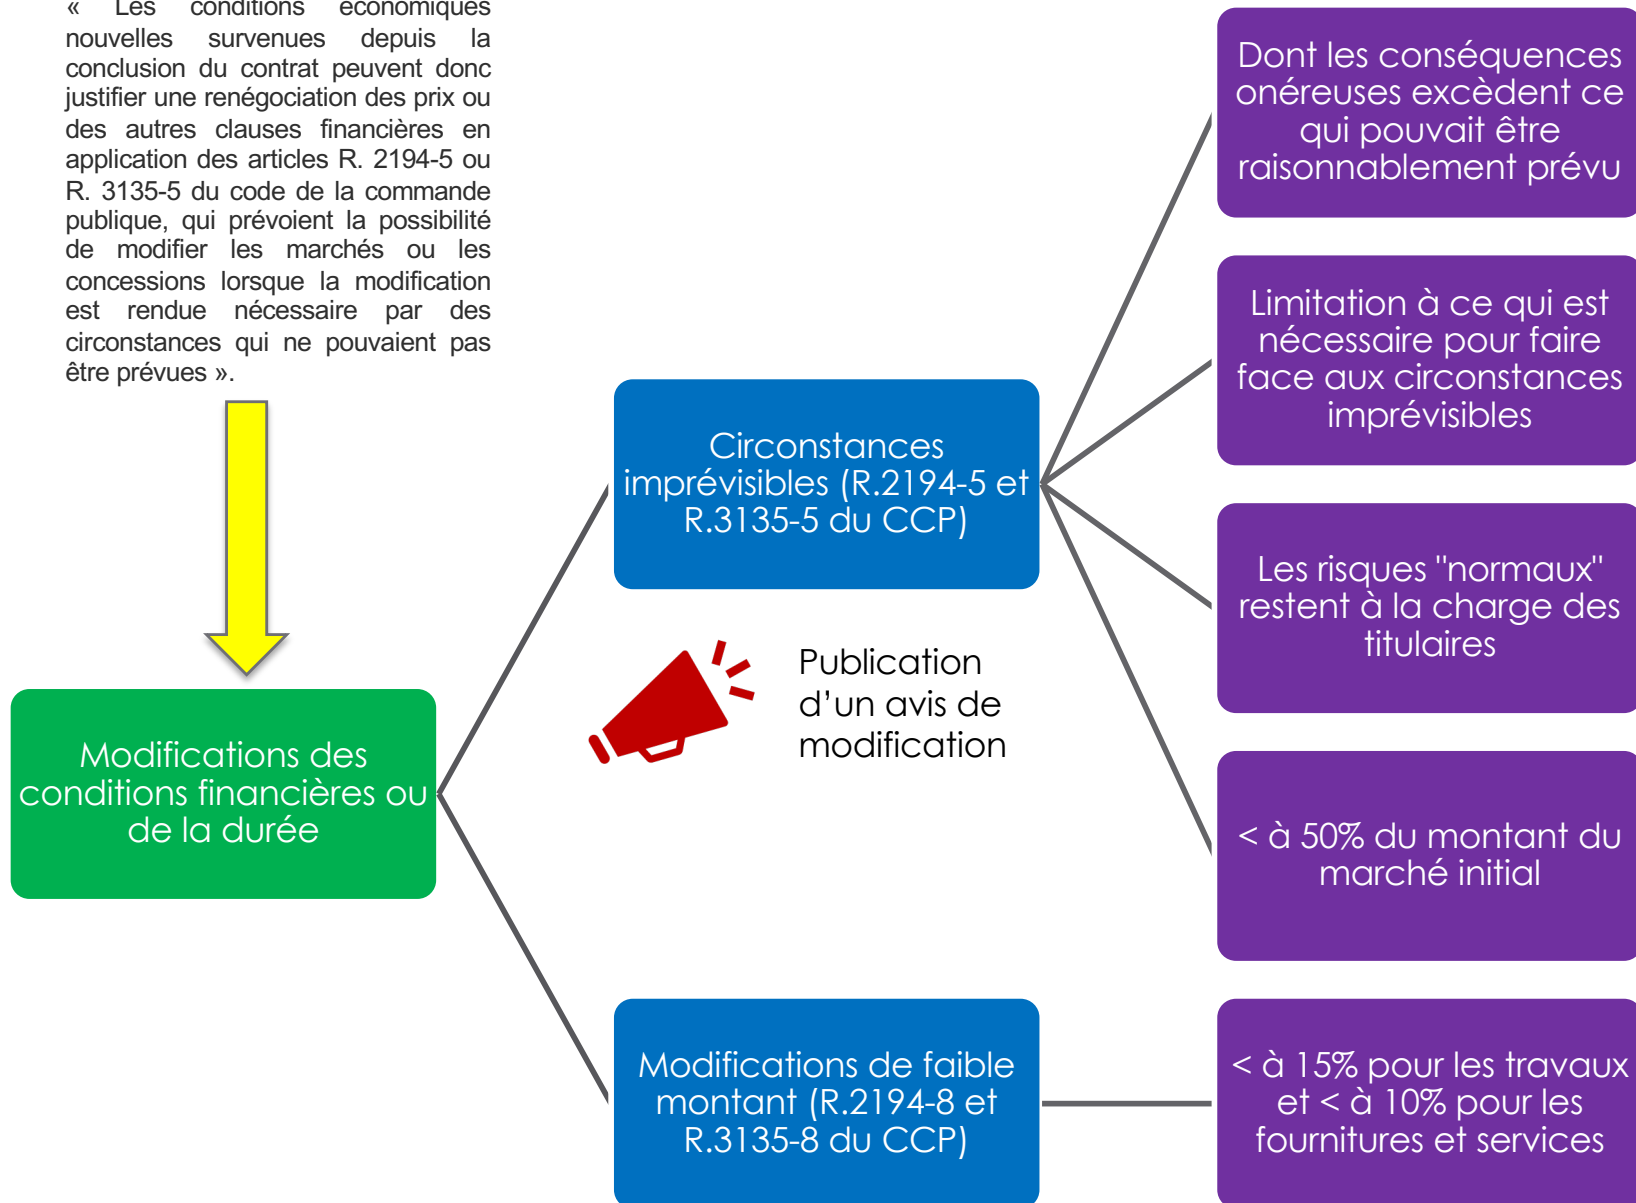 « Les conditions économiques
nouvelles survenues depuis la
conclusion du contrat peuvent donc
justifier une renégociation des prix ou
des autres clauses financières en
application des articles R. 2194-5 ou
R. 3135-5 du code de la commande
publique, qui prévoient la possibilité
de modifier les marchés ou les
concessions lorsque la modification
est rendue nécessaire par des
circonstances qui ne pouvaient pas
être prévues ».
Modifications des
conditions financières ou
de la durée
Circonstances
imprévisibles (R.2194-5 et
R.3135-5 du CCP)
Publication
d’un avis de
modification
Modifications de faible
montant (R.2194-8 et
R.3135-8 du CCP)
Dont les conséquences
onéreuses excèdent ce
qui pouvait être
raisonnablement prévu
Limitation à ce qui est
nécessaire pour faire
face aux circonstances
imprévisibles
Les risques "normaux"
restent à la charge des
titulaires
< à 50% du montant du
marché initial
< à 15% pour les travaux
et < à 10% pour les
fournitures et services